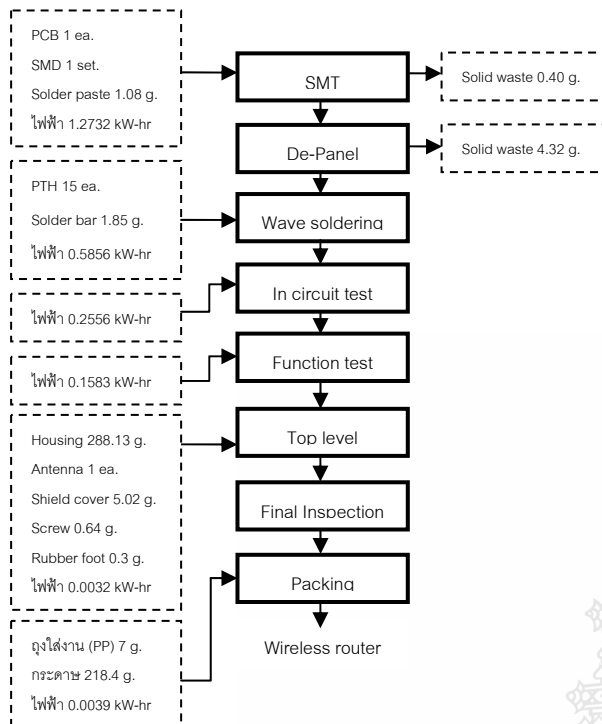 PCB 1 ea.
SMD 1 set.
Solder paste 1.08 g.
ไฟฟ้า 1.2732 kW-hr
SMT
Solid waste 0.40 g.
De-Panel
Solid waste 4.32 g.
PTH 15 ea.
Solder bar 1.85 g.
ไฟฟ้า 0.5856 kW-hr
Wave soldering
ไฟฟ้า 0.2556 kW-hr
In circuit test
ไฟฟ้า 0.1583 kW-hr
Function test
Housing 288.13 g.
Antenna 1 ea.
Shield cover 5.02 g.
Screw 0.64 g.
Rubber foot 0.3 g.
ไฟฟ้า 0.0032 kW-hr
Top level
Final Inspection
Packing
ถุงใส่งาน (PP) 7 g.
กระดาษ 218.4 g.
ไฟฟ้า 0.0039 kW-hr
Wireless router